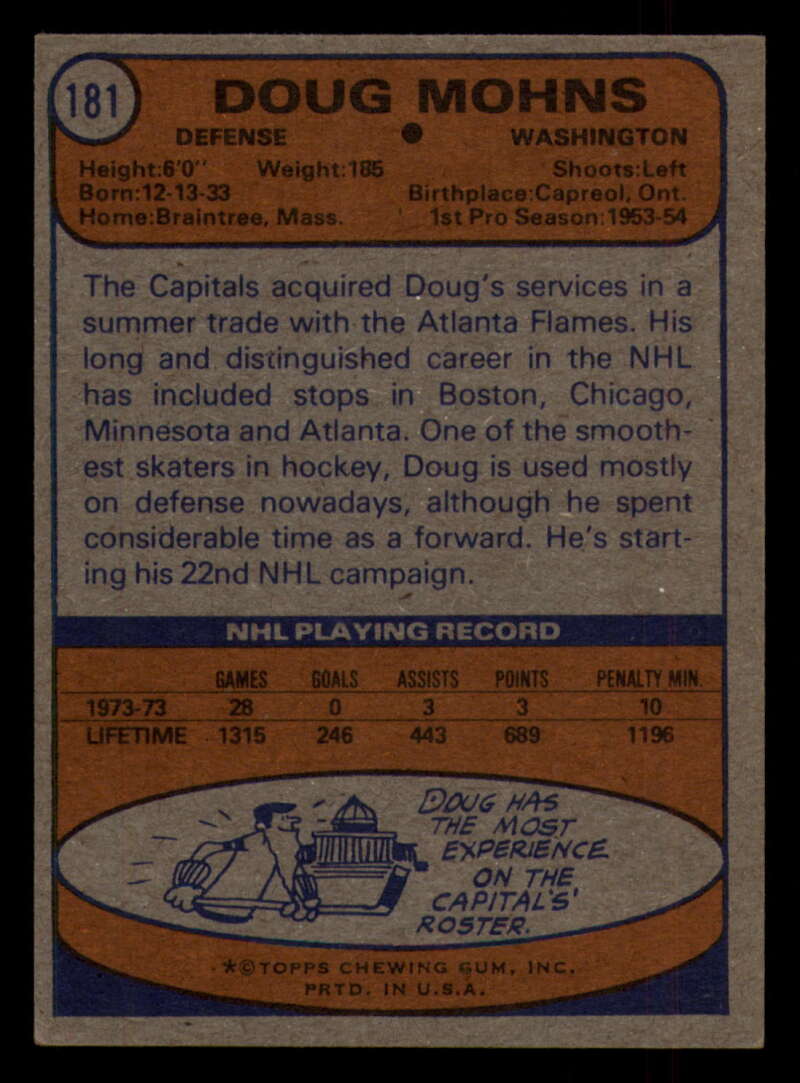 181
DOUG MOHNS
DEFENSE ● WASHINGTON
Height:6'0" Weight:185 Shoots:Left
Born:12-13-33 Birthplace:Capreol, Ont.
Home:Braintree, Mass. 1st Pro Season:1953-54
The Capitals acquired Doug's services in a
summer trade with the Atlanta Flames. His
long and distinguished career in the NHL
has included stops in Boston, Chicago,
Minnesota and Atlanta. One of the smooth-
est skaters in hockey, Doug is used mostly
on defense nowadays, although he spent
considerable time as a forward. He's start-
ing his 22nd NHL campaign.
NHL PLAYING RECORD
GAMES GOALS ASSISTS POINTS PENALTY MIN.
1973-73 28 0 3 3 10
LIFETIME 1315 246 443 689 1196
DOUG HAS
THE MOST
EXPERIENCE
ON THE
CAPITAL'S'
ROSTER.
*©TOPPS CHEWING GUM, INC.
PRTD. IN U.S.A.